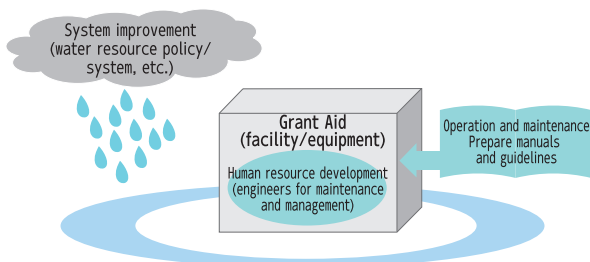 System improvement
(water resource policy/
system, etc.)
Grant Aid
(facility/equipment)
Human resource development
(engineers for maintenance
and management)
Operation and maintenance
Prepare manuals
and guidelines